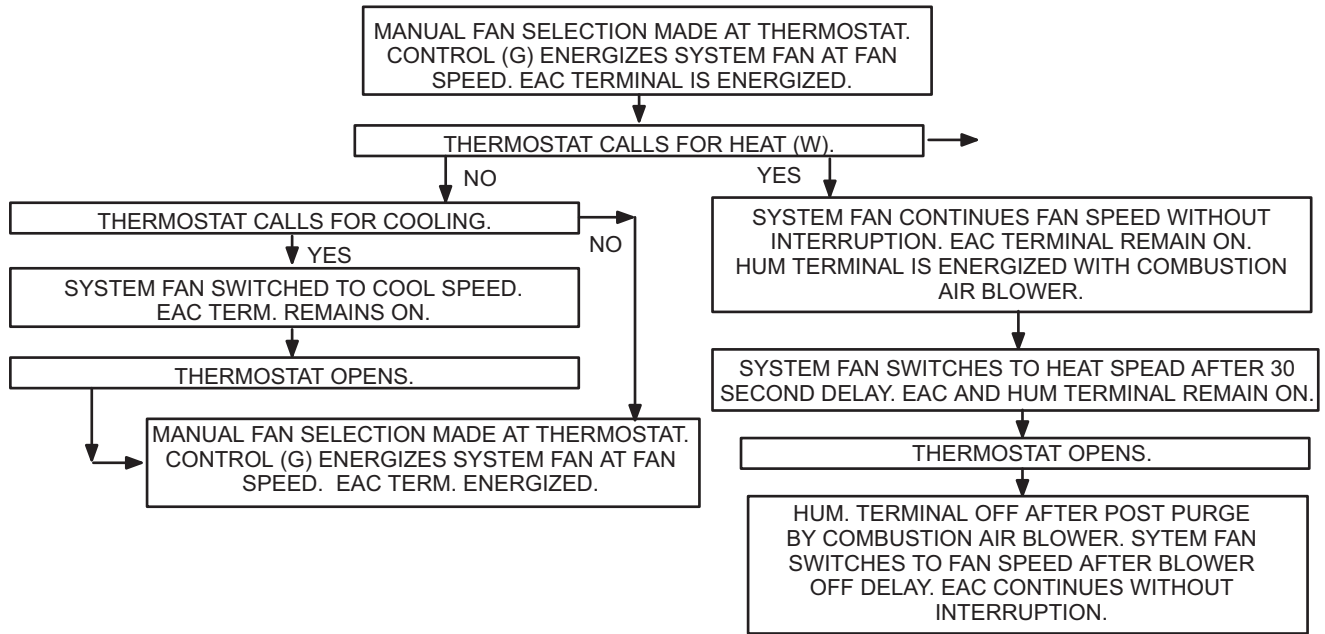 MANUAL FAN SELECTION MADE AT THERMOSTAT.
CONTROL (G) ENERGIZES SYSTEM FAN AT FAN
SPEED. EAC TERMINAL IS ENERGIZED.
THERMOSTAT CALLS FOR HEAT (W).
NO
YES
THERMOSTAT CALLS FOR COOLING.
NO
YES
SYSTEM FAN SWITCHED TO COOL SPEED.
EAC TERM. REMAINS ON.
THERMOSTAT OPENS.
MANUAL FAN SELECTION MADE AT THERMOSTAT.
CONTROL (G) ENERGIZES SYSTEM FAN AT FAN
SPEED. EAC TERM. ENERGIZED.
SYSTEM FAN CONTINUES FAN SPEED WITHOUT
INTERRUPTION. EAC TERMINAL REMAIN ON.
HUM TERMINAL IS ENERGIZED WITH COMBUSTION
AIR BLOWER.
SYSTEM FAN SWITCHES TO HEAT SPEAD AFTER 30
SECOND DELAY. EAC AND HUM TERMINAL REMAIN ON.
THERMOSTAT OPENS.
HUM. TERMINAL OFF AFTER POST PURGE
BY COMBUSTION AIR BLOWER. SYTEM FAN
SWITCHES TO FAN SPEED AFTER BLOWER
OFF DELAY. EAC CONTINUES WITHOUT
INTERRUPTION.